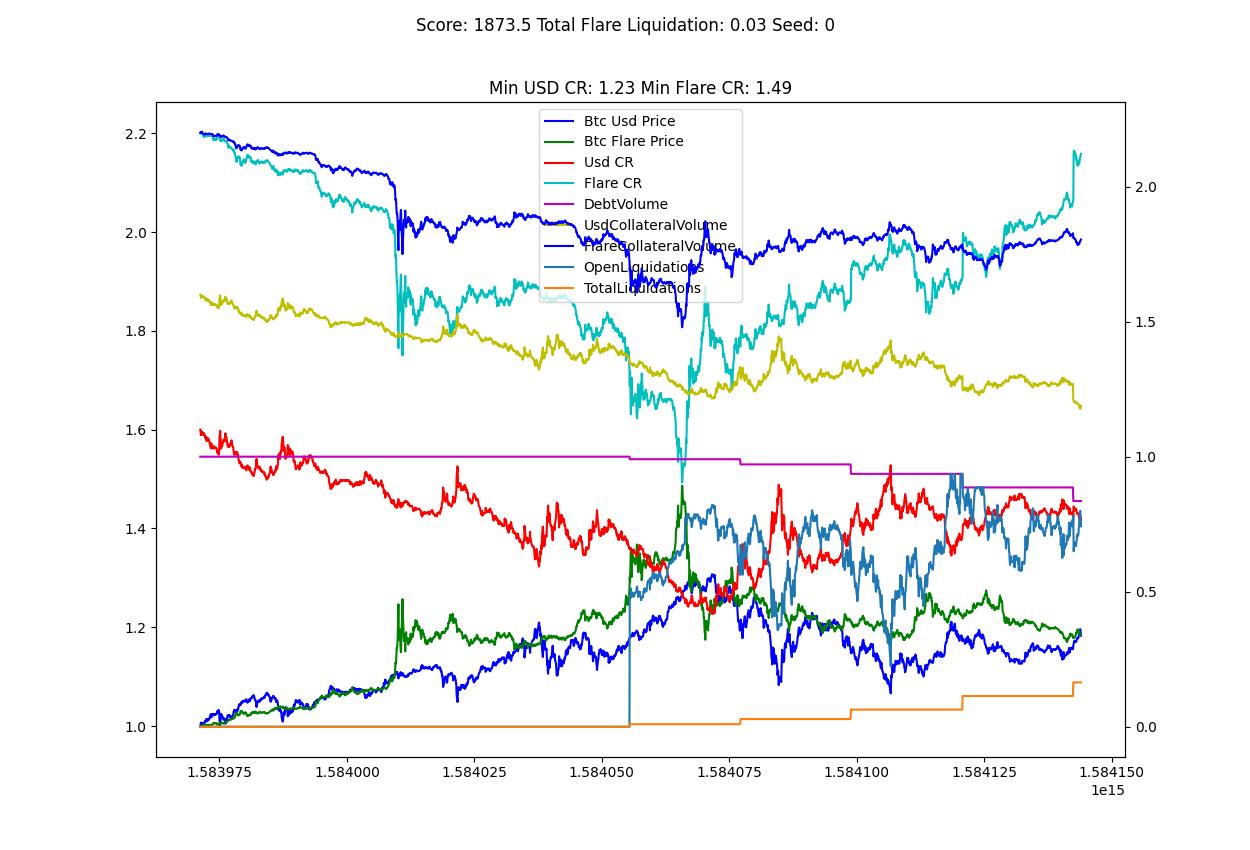 Score: 1873.5 Total Flare Liquidation: 0.03 Seed: 0
Min USD CR: 1.23 Min Flare CR: 1.49
Btc Usd Price
Btc Flare Price
Usd CR
Flare CR
DebtVolume
UsdCollateralVolume
FlareCollateralVolume
OpenLiquidations
TotalLiquidations
2.2
2.0
1.8
1.6
1.4
1.2
1.0
2.0
1.5
1.0
0.5
0.0
1.583975 1.584000 1.584025 1.584050 1.584075 1.584100 1.584125 1.584150
1e15